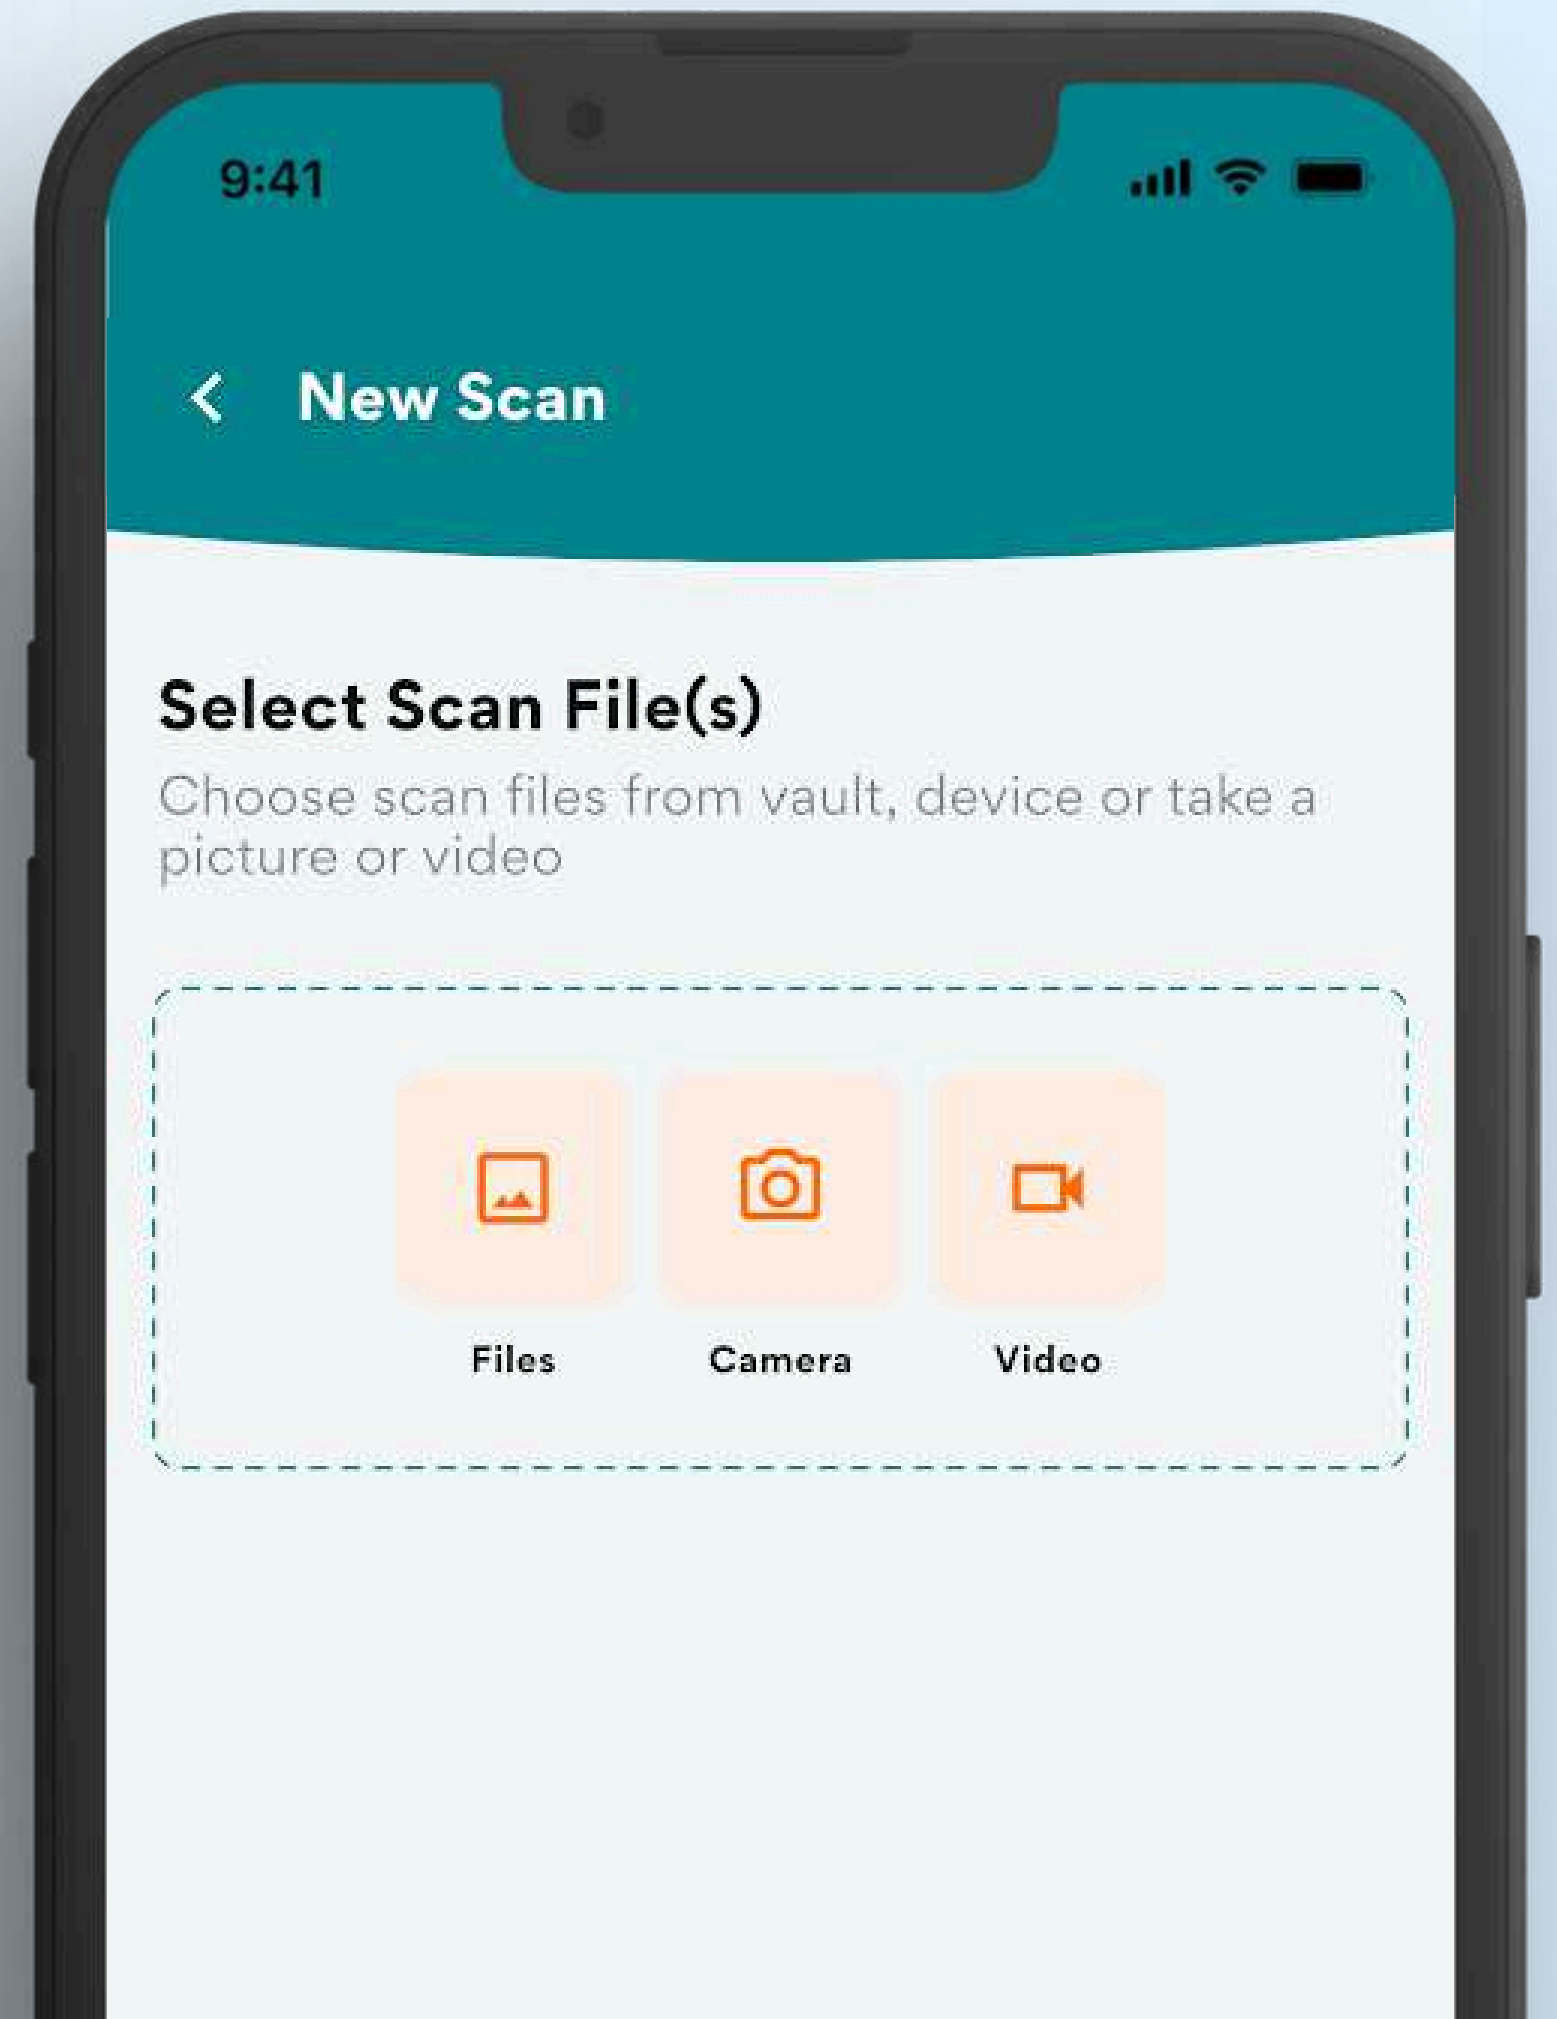 9:41
New Scan
Select Scan File(s)
Choose scan files from vault, device or take a
picture or video
Files
Camera
Video